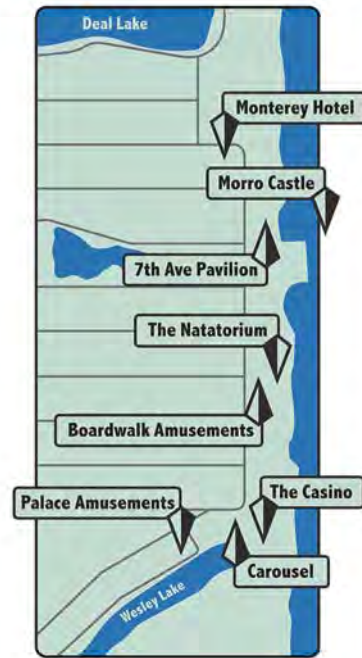 Deal Lake
Monterey Hotel
Morro Castle
7th Ave Pavilion
The Natatorium
Boardwalk Amusements
Palace Amusements
The Casino
Carousel
Wesley Lake